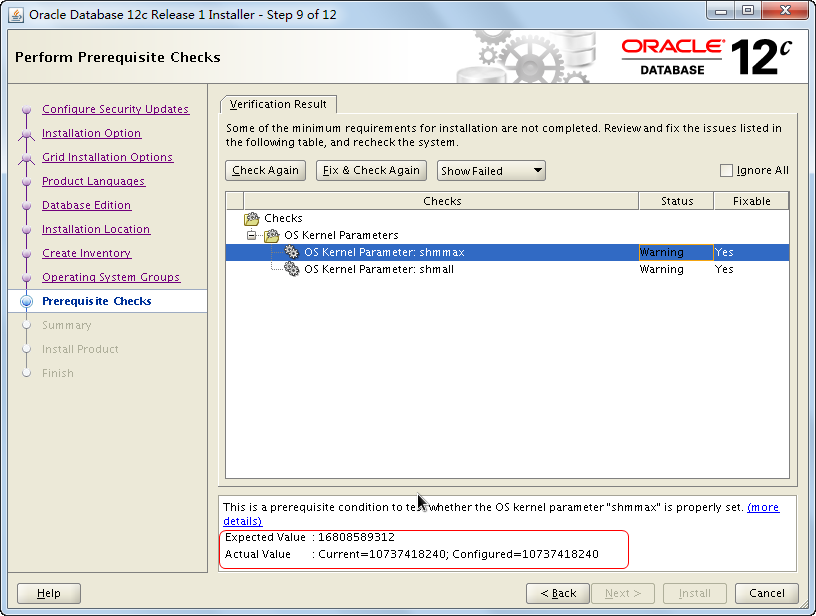 Oracle Database 12c Release 1 Installer - Step 9 of 12
Perform Prerequisite Checks
ORACLE
DATABASE
12c
Configure Security Updates
Installation Option
Grid Installation Options
Product Languages
Database Edition
Installation Location
Create Inventory
Operating System Groups
Prerequisite Checks
Summary
Install Product
Finish
Verification Result
Some of the minimum requirements for installation are not completed. Review and fix the issues listed in
the following table, and recheck the system.
Check Again
Fix & Check Again
Show Failed
Ignore All
Checks Status Fixable
Checks
OS Kernel Parameters
OS Kernel Parameter: shmmax Warning Yes
OS Kernel Parameter: shmall Warning Yes
This is a prerequisite condition to test whether the OS kernel parameter "shmmax" is properly set. (more
details)
Expected Value : 16808589312
Actual Value : Current=10737418240; Configured=10737418240
Help
< Back
Next >
Install
Cancel